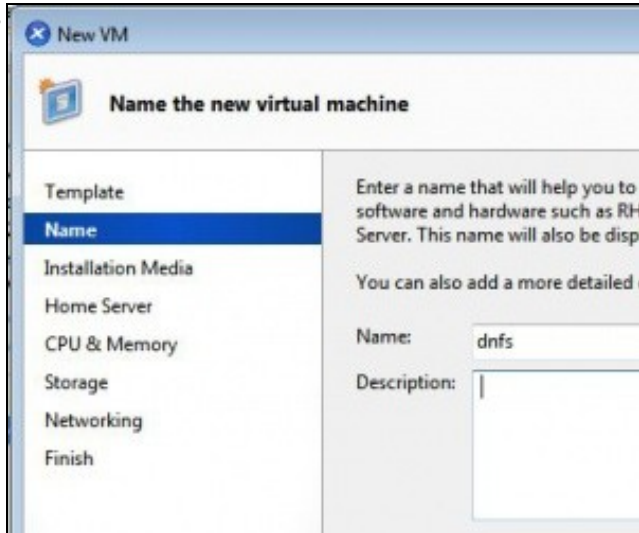 New VM
Name the new virtual machine
Template
Name
Installation Media
Home Server
CPU & Memory
Storage
Networking
Finish
Enter a name that will help you to
software and hardware such as RH
Server. This name will also be disp
You can also add a more detailed
Name: dnfs
Description: